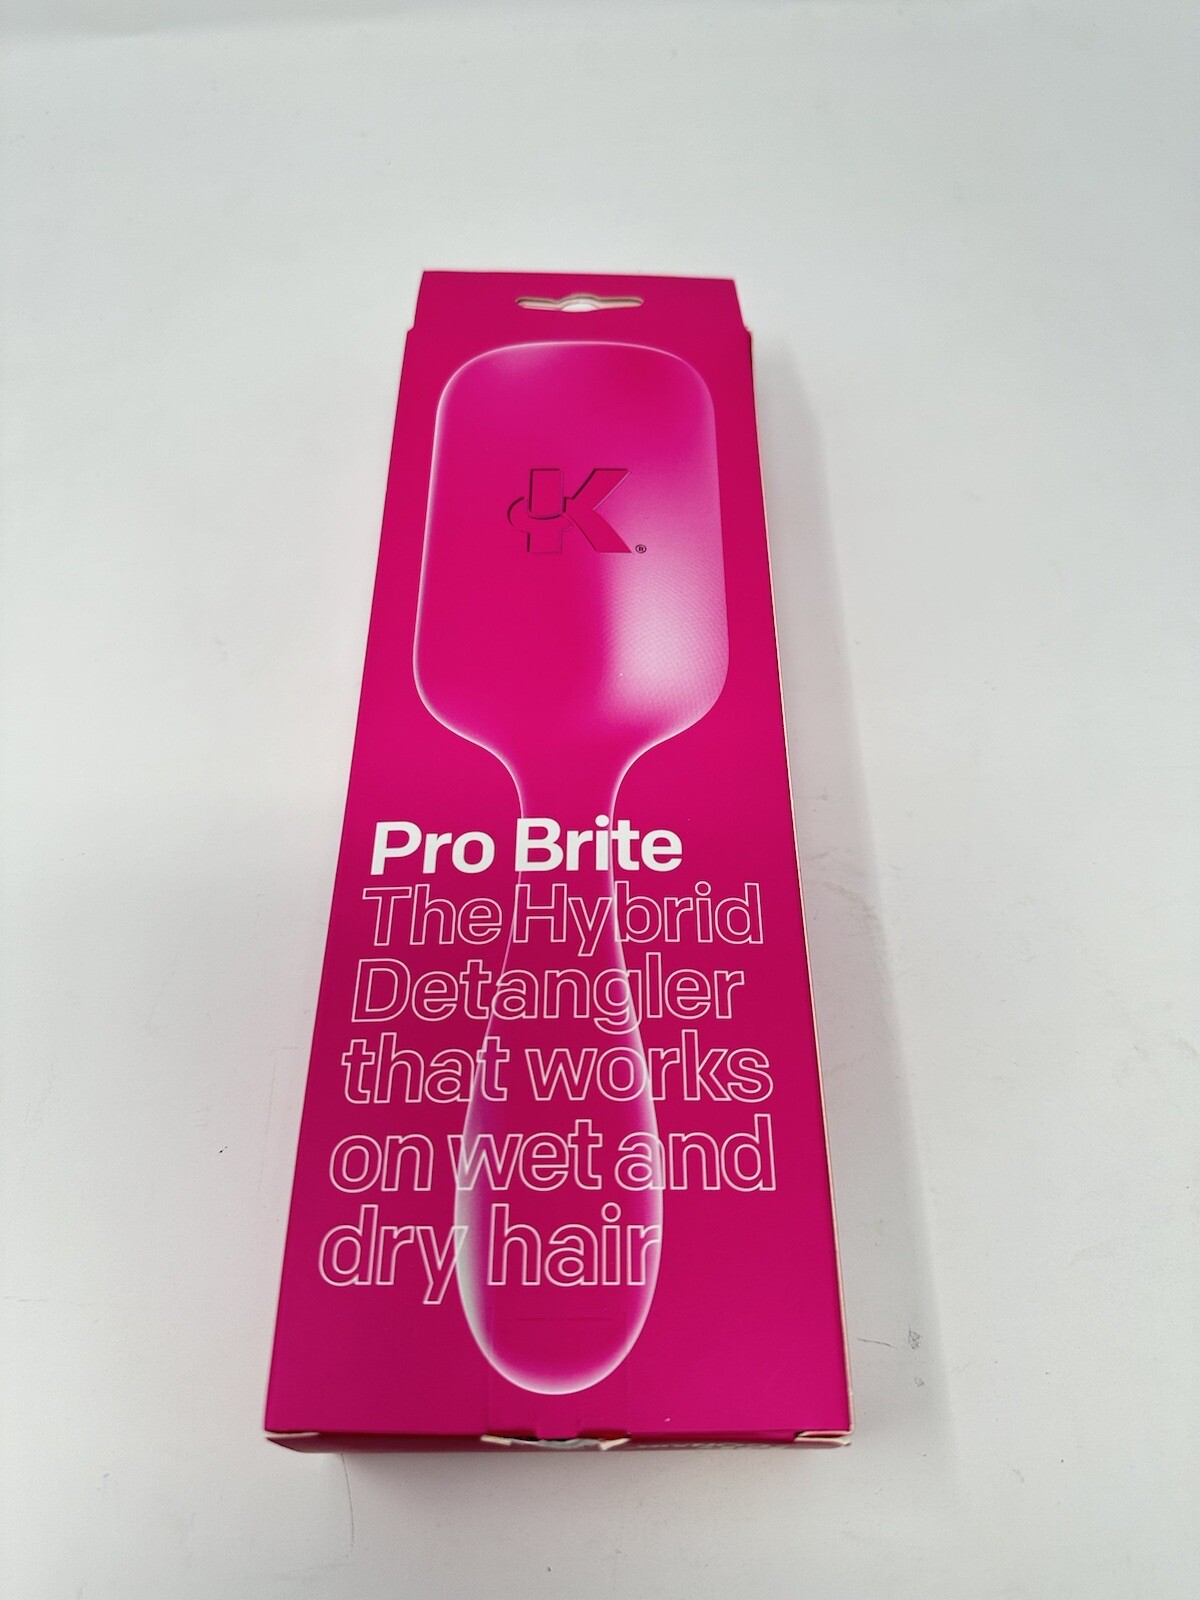 K®
Pro Brite
The Hybrid
Detangler
that works
on wet and
dry hair